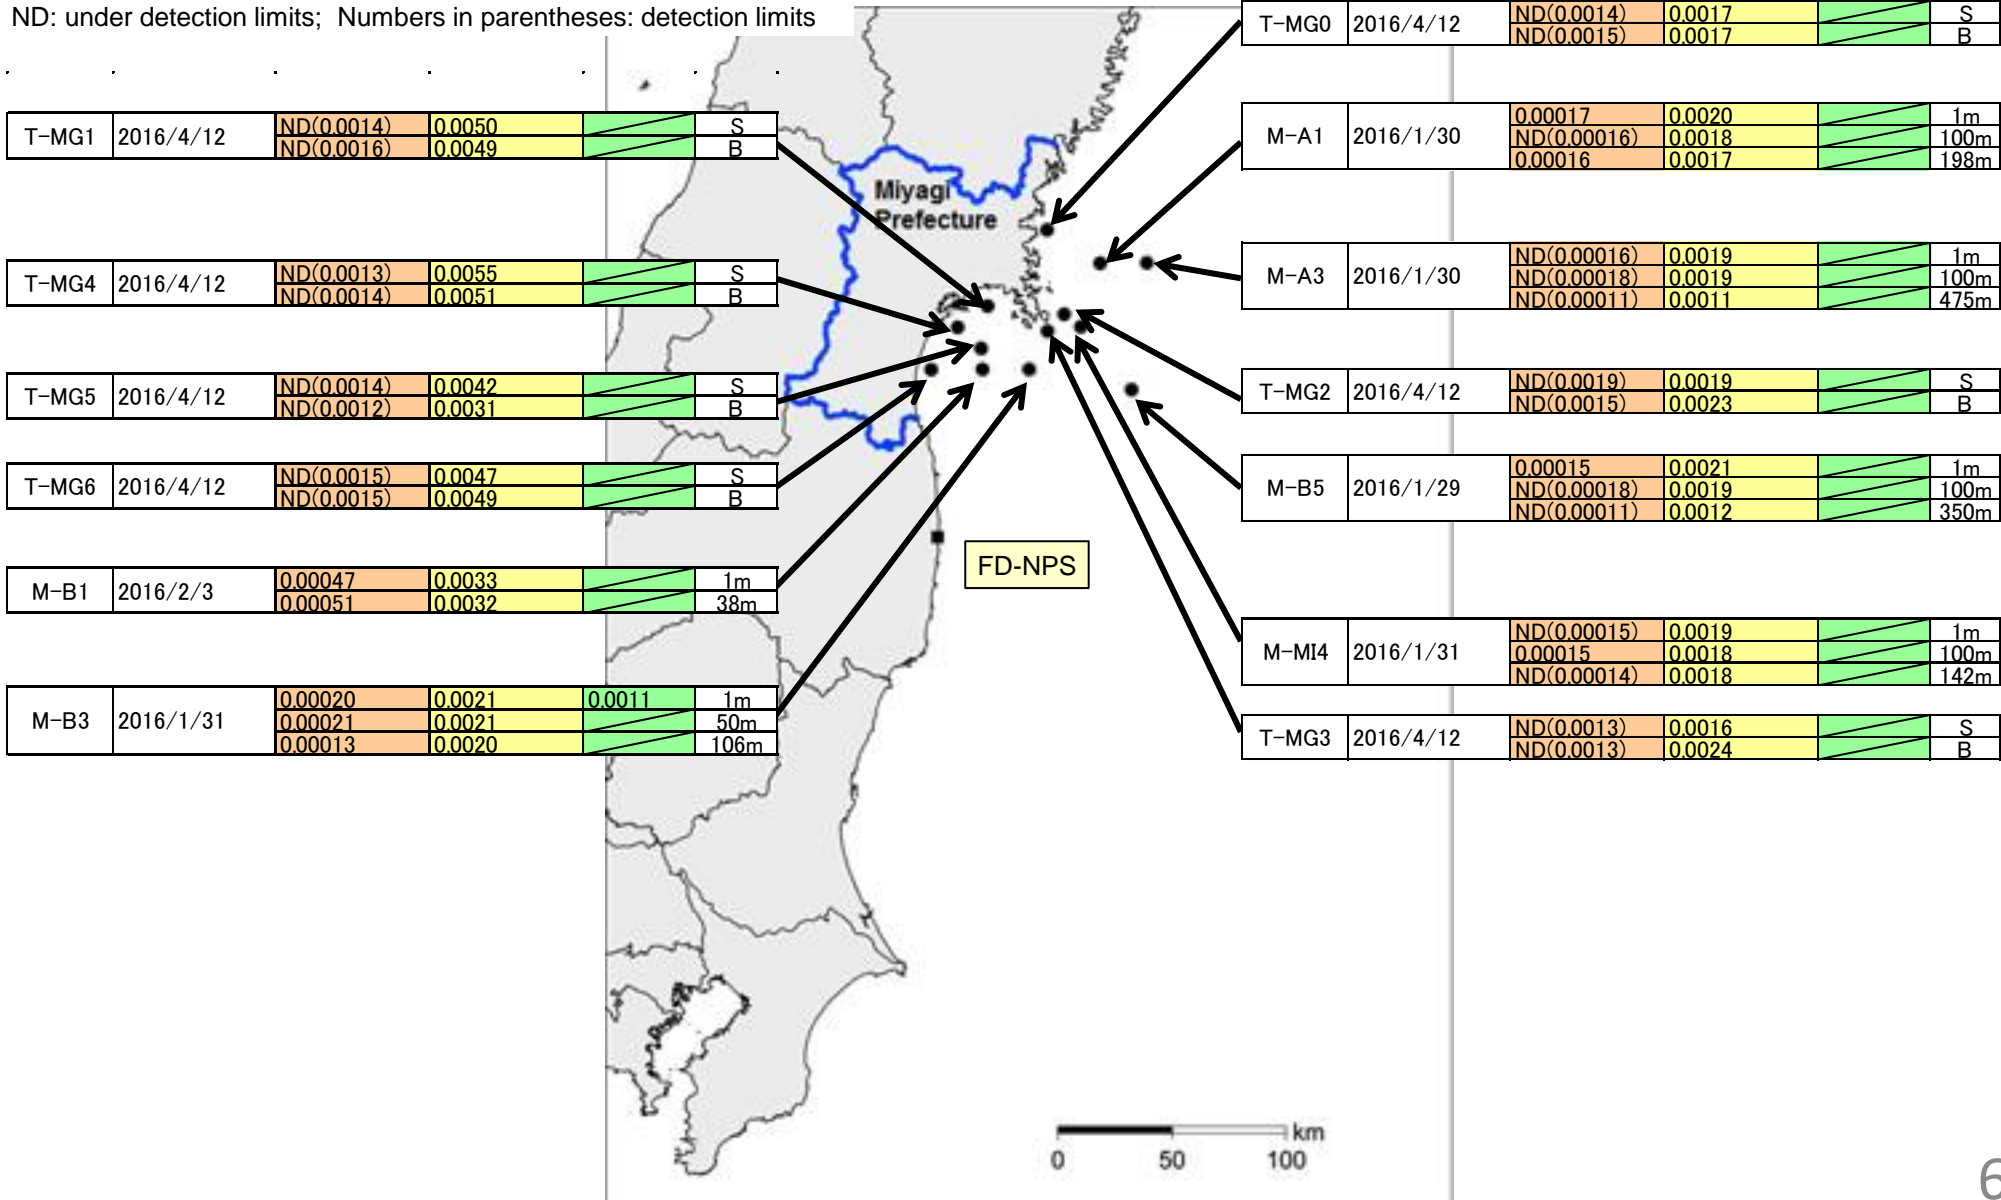 ND: under detection limits; Numbers in parentheses: detection limits
T-MG1 2016/4/12 ND(0.0014) 0.0050 S
ND(0.0016) 0.0049 B
T-MG4 2016/4/12 ND(0.0013) 0.0055 S
ND(0.0014) 0.0051 B
T-MG5 2016/4/12 ND(0.0014) 0.0042 S
ND(0.0012) 0.0031 B
T-MG6 2016/4/12 ND(0.0015) 0.0047 S
ND(0.0015) 0.0049 B
M-B1 2016/2/3 0.00047 0.0033 1m
0.00051 0.0032 38m
M-B3 2016/1/31 0.00020 0.0021 0.0011 1m
0.00021 0.0021 50m
0.00013 0.0020 106m
Miyagi
Prefecture
FD-NPS
T-MG0 2016/4/12 ND(0.0014) 0.0017 S
ND(0.0015) 0.0017 B
M-A1 2016/1/30 0.00017 0.0020 1m
ND(0.00016) 0.0018 100m
0.00016 0.0017 198m
M-A3 2016/1/30 ND(0.00016) 0.0019 1m
ND(0.00018) 0.0019 100m
ND(0.00011) 0.0011 475m
T-MG2 2016/4/12 ND(0.0019) 0.0019 S
ND(0.0015) 0.0023 B
M-B5 2016/1/29 0.00015 0.0021 1m
ND(0.00018) 0.0019 100m
ND(0.00011) 0.0012 350m
M-MI4 2016/1/31 ND(0.00015) 0.0019 1m
0.00015 0.0018 100m
ND(0.00014) 0.0018 142m
T-MG3 2016/4/12 ND(0.0013) 0.0016 S
ND(0.0013) 0.0024 B
km
0 50 100
6